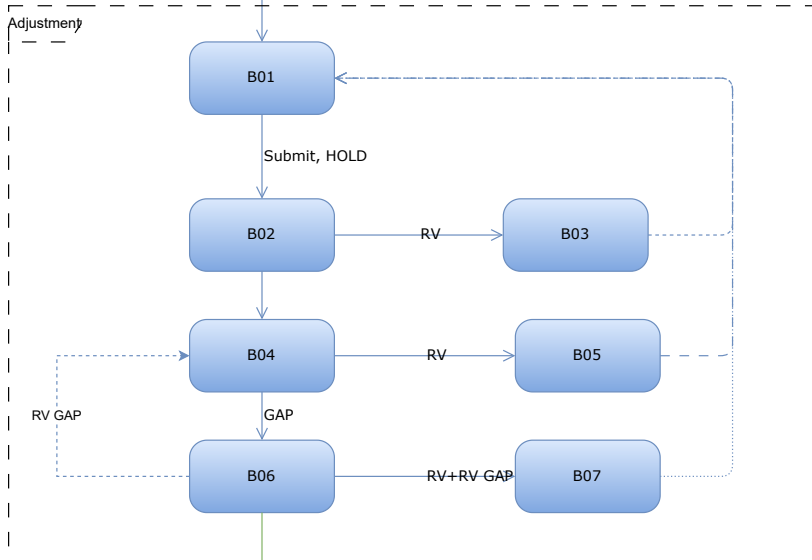 Adjustment
B01
Submit, HOLD
B02
RV
B03
B04
RV
B05
RV GAP
GAP
B06
RV+RV GAP
B07